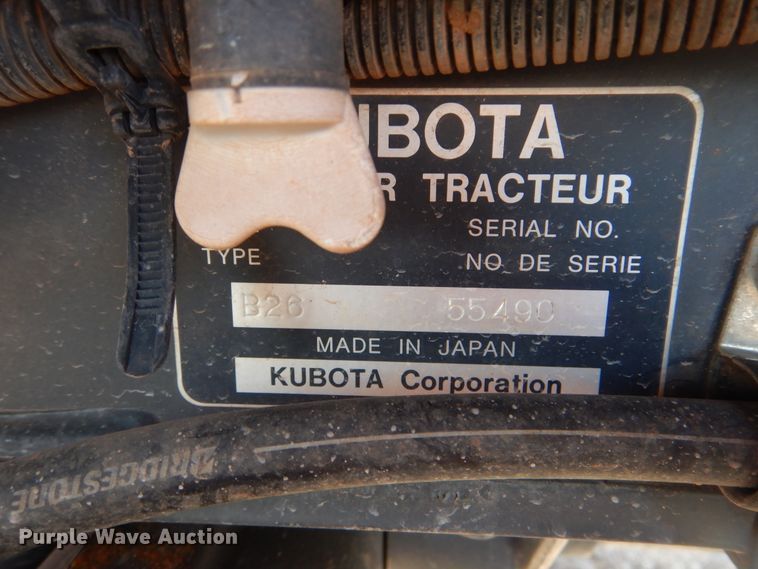 UBOTA
R TRACTEUR
SERIAL NO.
TYPE NO DE SERIE
B26 55490
MADE IN JAPAN
KUBOTA Corporation
BRIDGESTONE
Purple Wave Auction